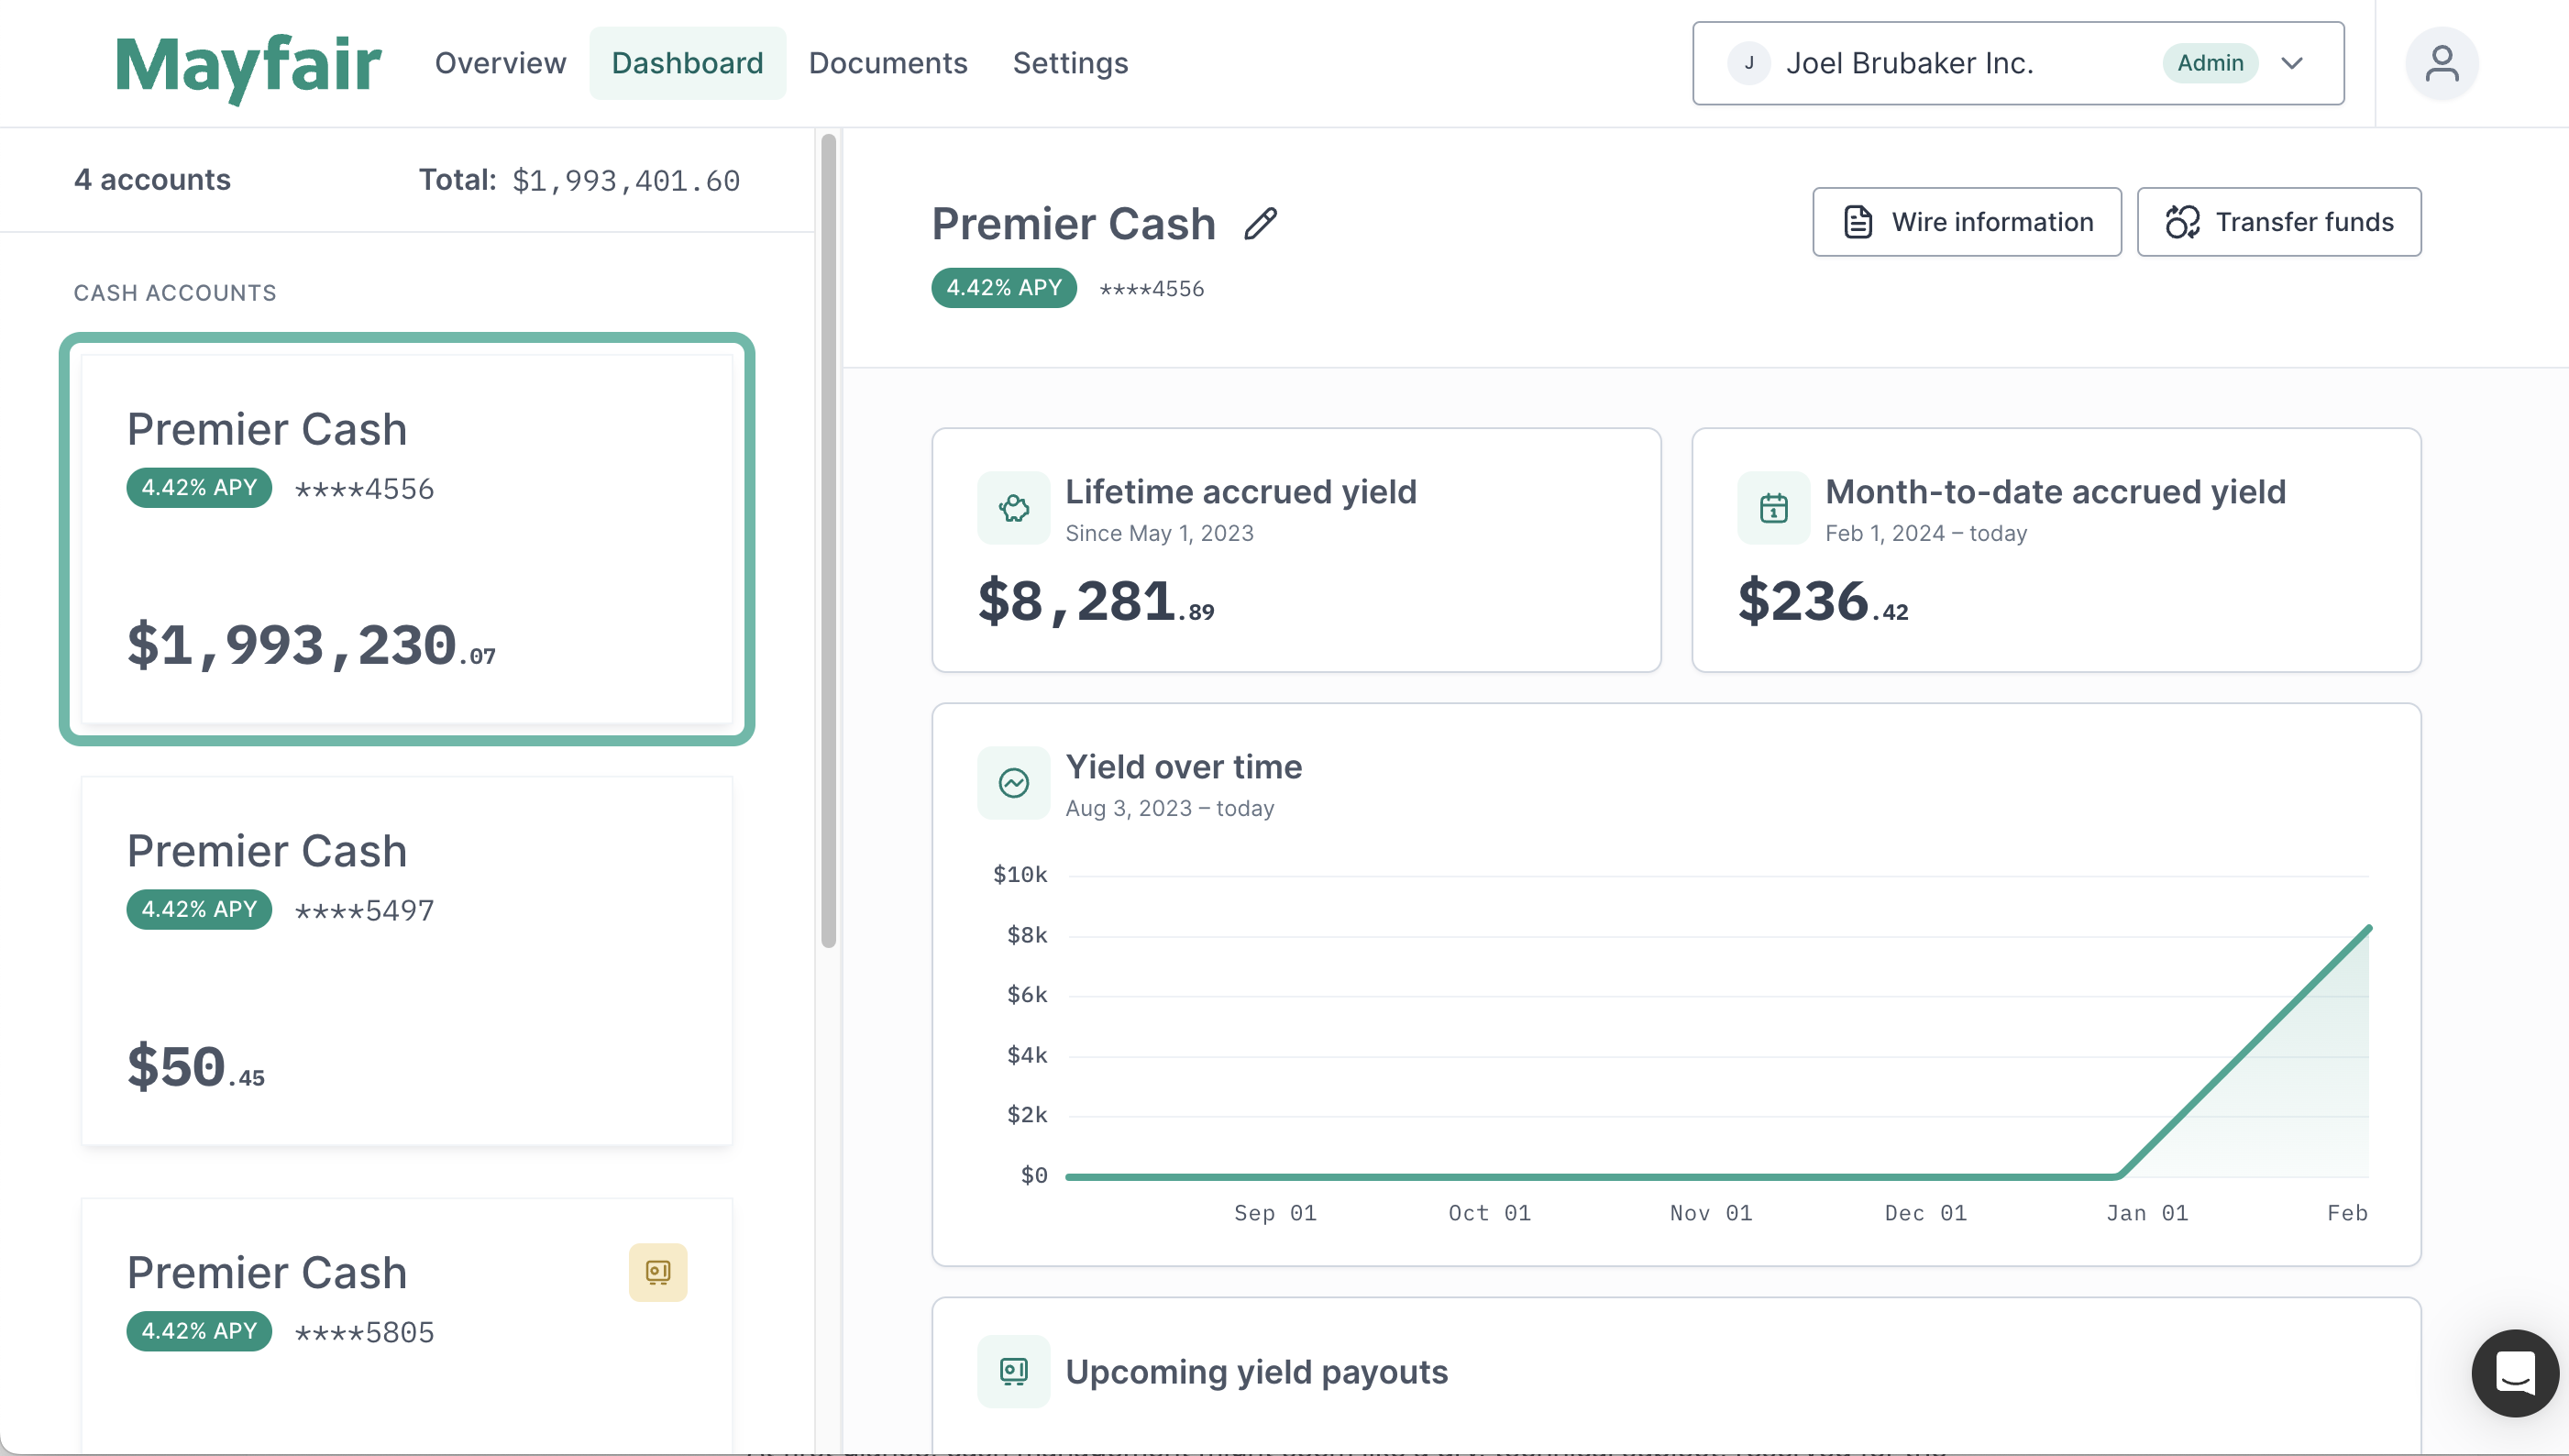 Mayfair
Overview
Dashboard
Documents
Settings
J
Joel Brubaker Inc.
Admin
4 accounts
Total: $1,993,401.60
CASH ACCOUNTS
Premier Cash
4.42% APY ****4556
$1,993,230.07
Premier Cash
4.42% APY ****5497
$50.45
Premier Cash
4.42% APY ****5805
Premier Cash
4.42% APY ****4556
Wire information
Transfer funds
Lifetime accrued yield
Since May 1, 2023
$8,281.89
1
Month-to-date accrued yield
Feb 1, 2024 – today
$236.42
Yield over time
Aug 3, 2023 – today
$10k
$8k
$6k
$4k
$2k
$0
Sep 01
Oct 01
Nov 01
Dec 01
Jan 01
Feb
Upcoming yield payouts